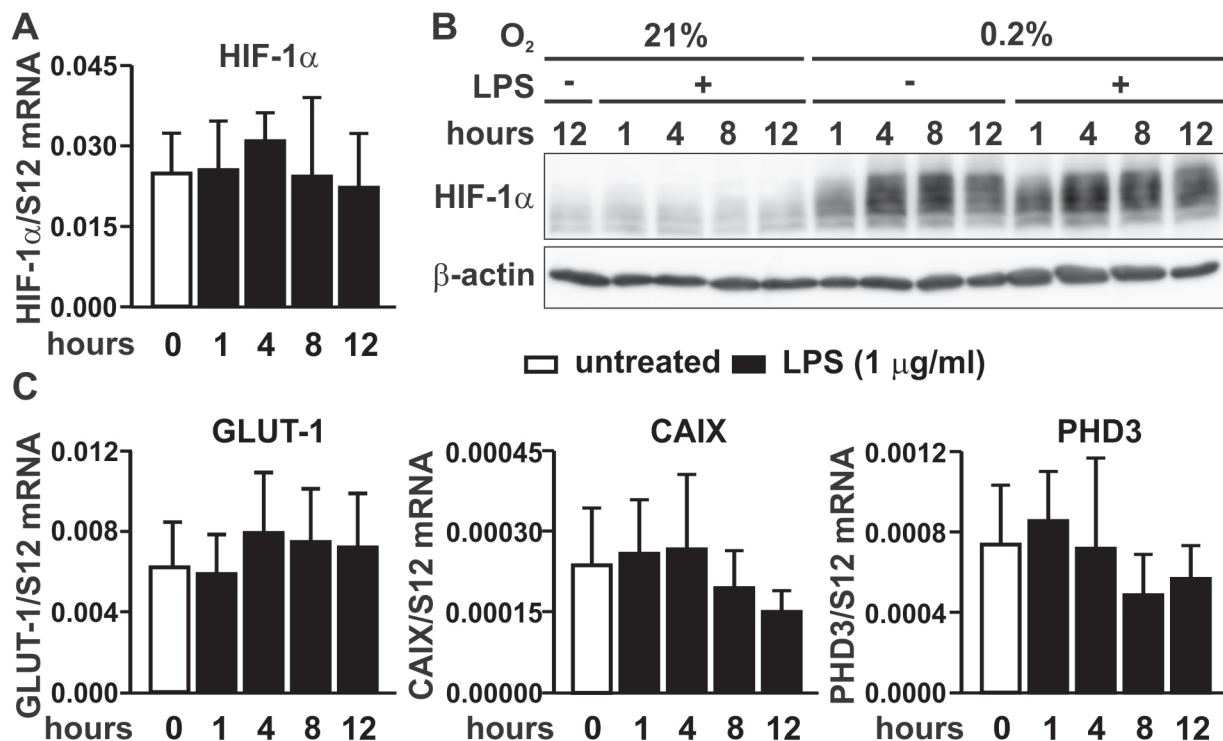 A
HIF-1α
HIF-1α/S12 mRNA
0.045
0.030
0.015
0.000
hours 0 1 4 8 12
B
O₂ 21% 0.2%
LPS - + - +
hours 12 1 4 8 12 1 4 8 12 1 4 8 12
HIF-1α
β-actin
untreated LPS (1 μg/ml)
C
GLUT-1
GLUT-1/S12 mRNA
0.012
0.008
0.004
0.000
hours 0 1 4 8 12
CAIX
CAIX/S12 mRNA
0.00045
0.00030
0.00015
0.00000
hours 0 1 4 8 12
PHD3
PHD3/S12 mRNA
0.0012
0.0008
0.0004
0.0000
hours 0 1 4 8 12